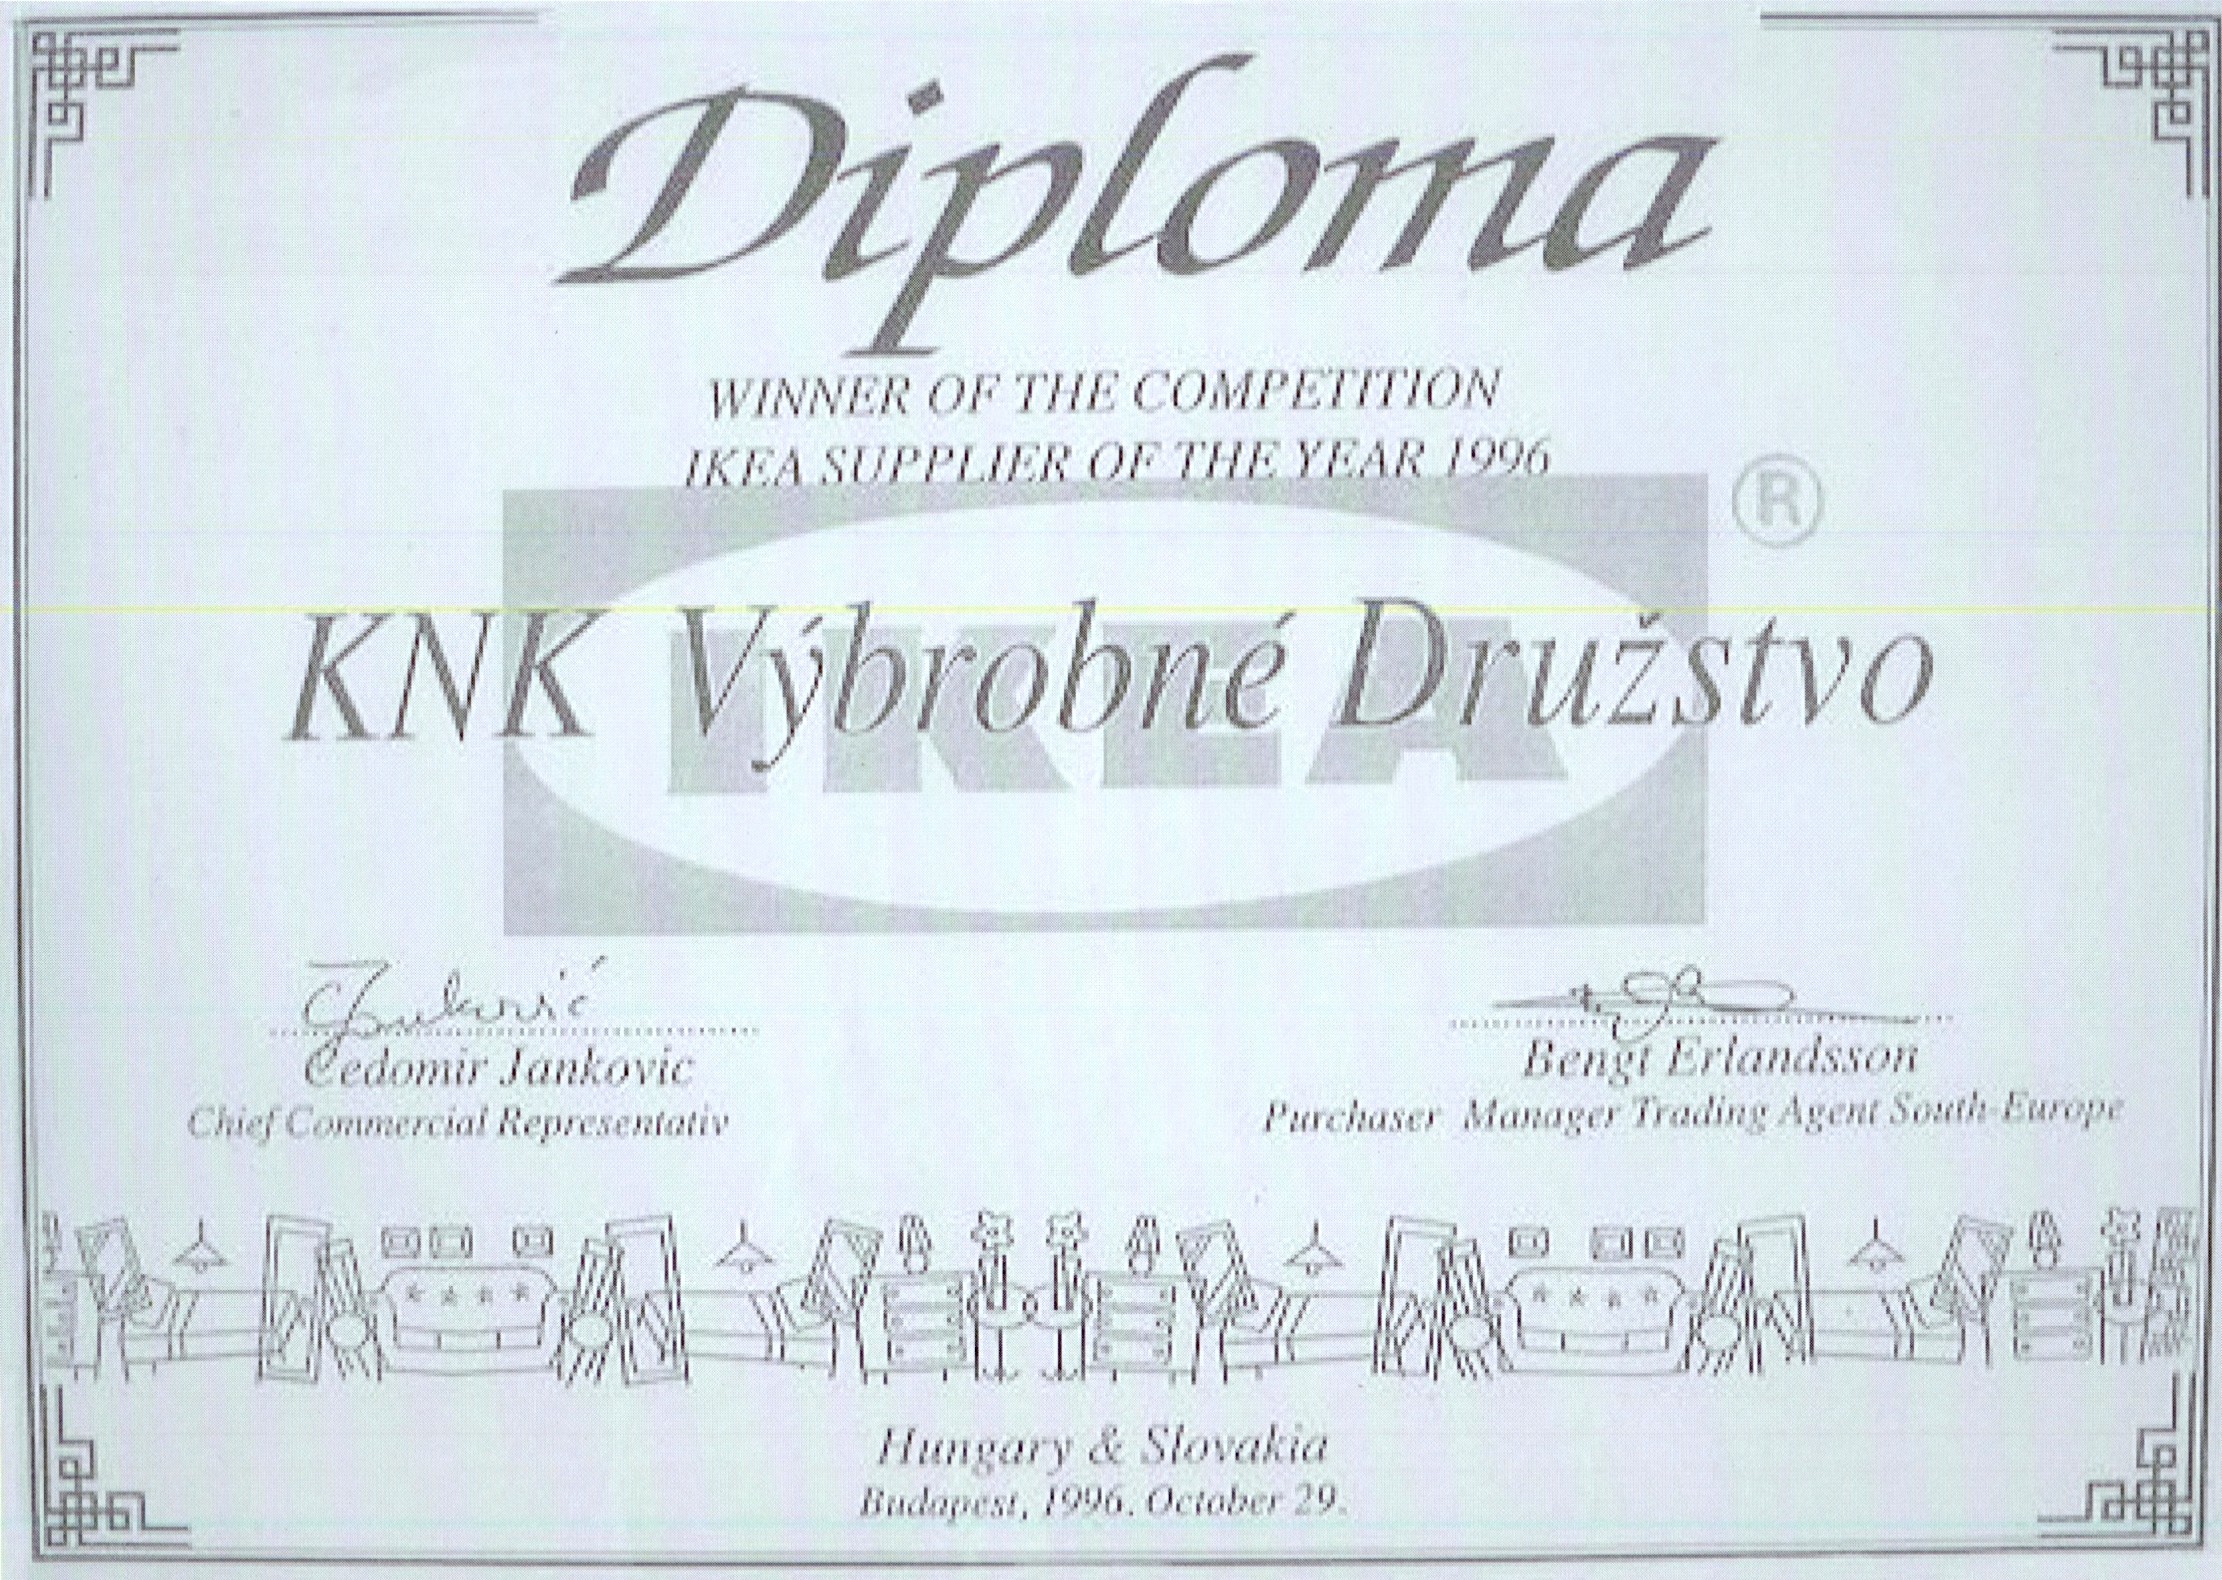 Diploma
WINNER OF THE COMPETITION
IKEA SUPPLIER OF THE YEAR 1996
®
IKEA
KNK Výbrobné Družstvo
Cedomir Jankovic
Bengt Erlandsson
Chief Commercial Representativ
Purchaser Manager Trading Agent South-Europe
Hungary & Slovakia
Budapest, 1996. October 29.